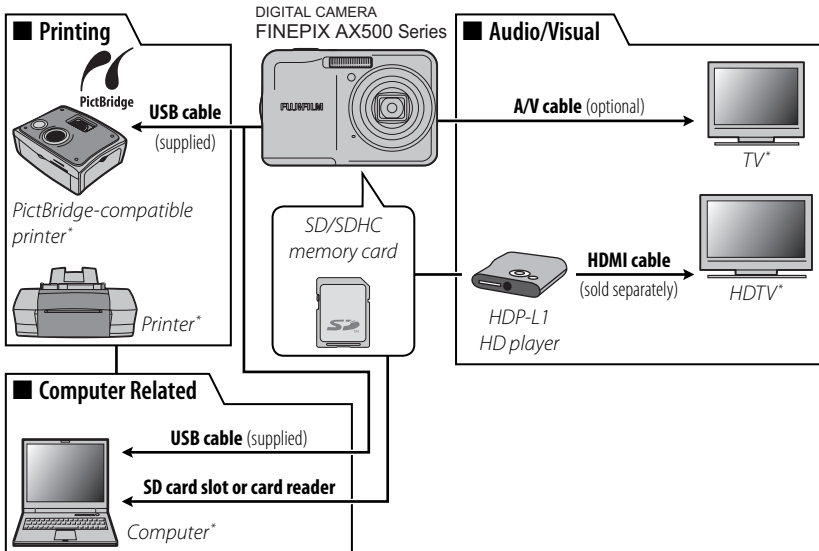 DIGITAL CAMERA
FINEPIX AX500 Series
■ Printing
PictBridge
USB cable
(supplied)
PictBridge-compatible
printer*
Printer*
FUJIFILM
SD/SDHC
memory card
SD
■ Audio/Visual
A/V cable (optional)
TV*
HDP-L1
HD player
HDMI cable
(sold separately)
HDTV*
■ Computer Related
USB cable (supplied)
SD card slot or card reader
Computer*